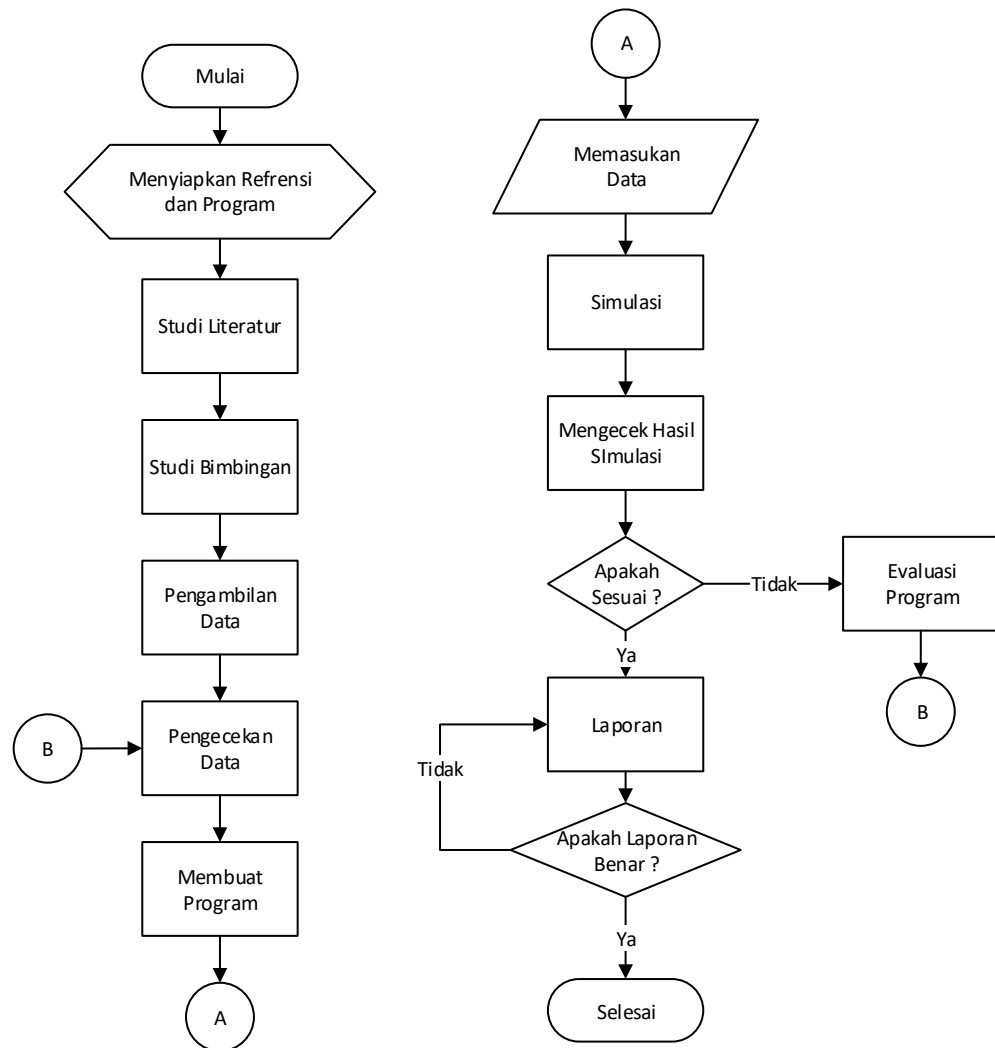 Mulai
Menyiapkan Refrensi
dan Program
Studi Literatur
Studi Bimbingan
Pengambilan
Data
B
Pengecekan
Data
Membuat
Program
A
A
Memasukan
Data
Simulasi
Mengecek Hasil
SImulasi
Apakah
Sesuai ?
Tidak
Evaluasi
Program
B
Ya
Laporan
Tidak
Apakah Laporan
Benar ?
Ya
Selesai